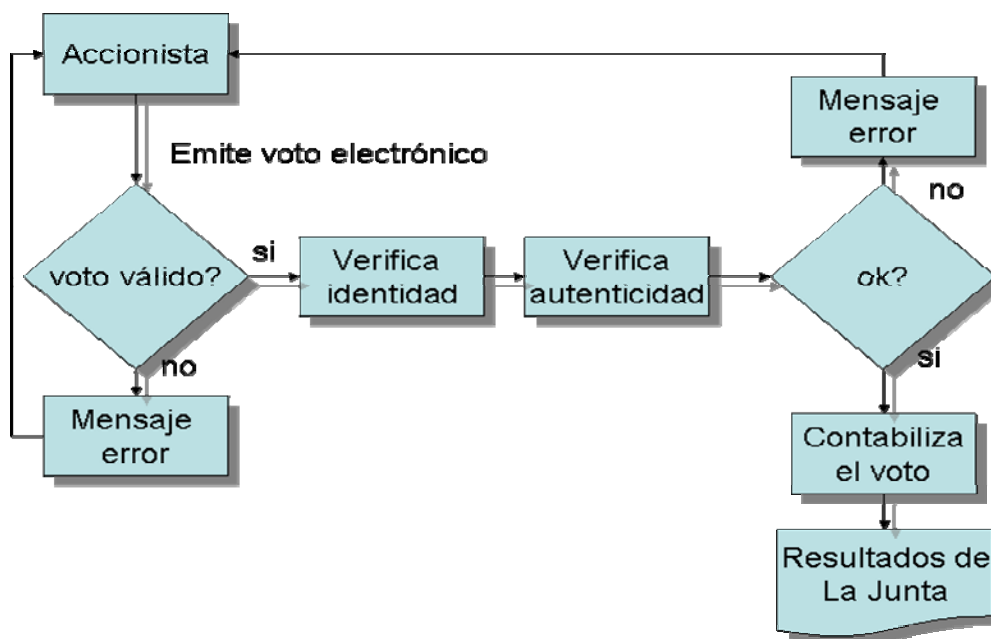 Accionista
Emite voto electrónico
voto válido?
si
Verifica
identidad
Verifica
autenticidad
ok?
no
Mensaje
error
no
Mensaje
error
si
Contabiliza
el voto
Resultados de
La Junta